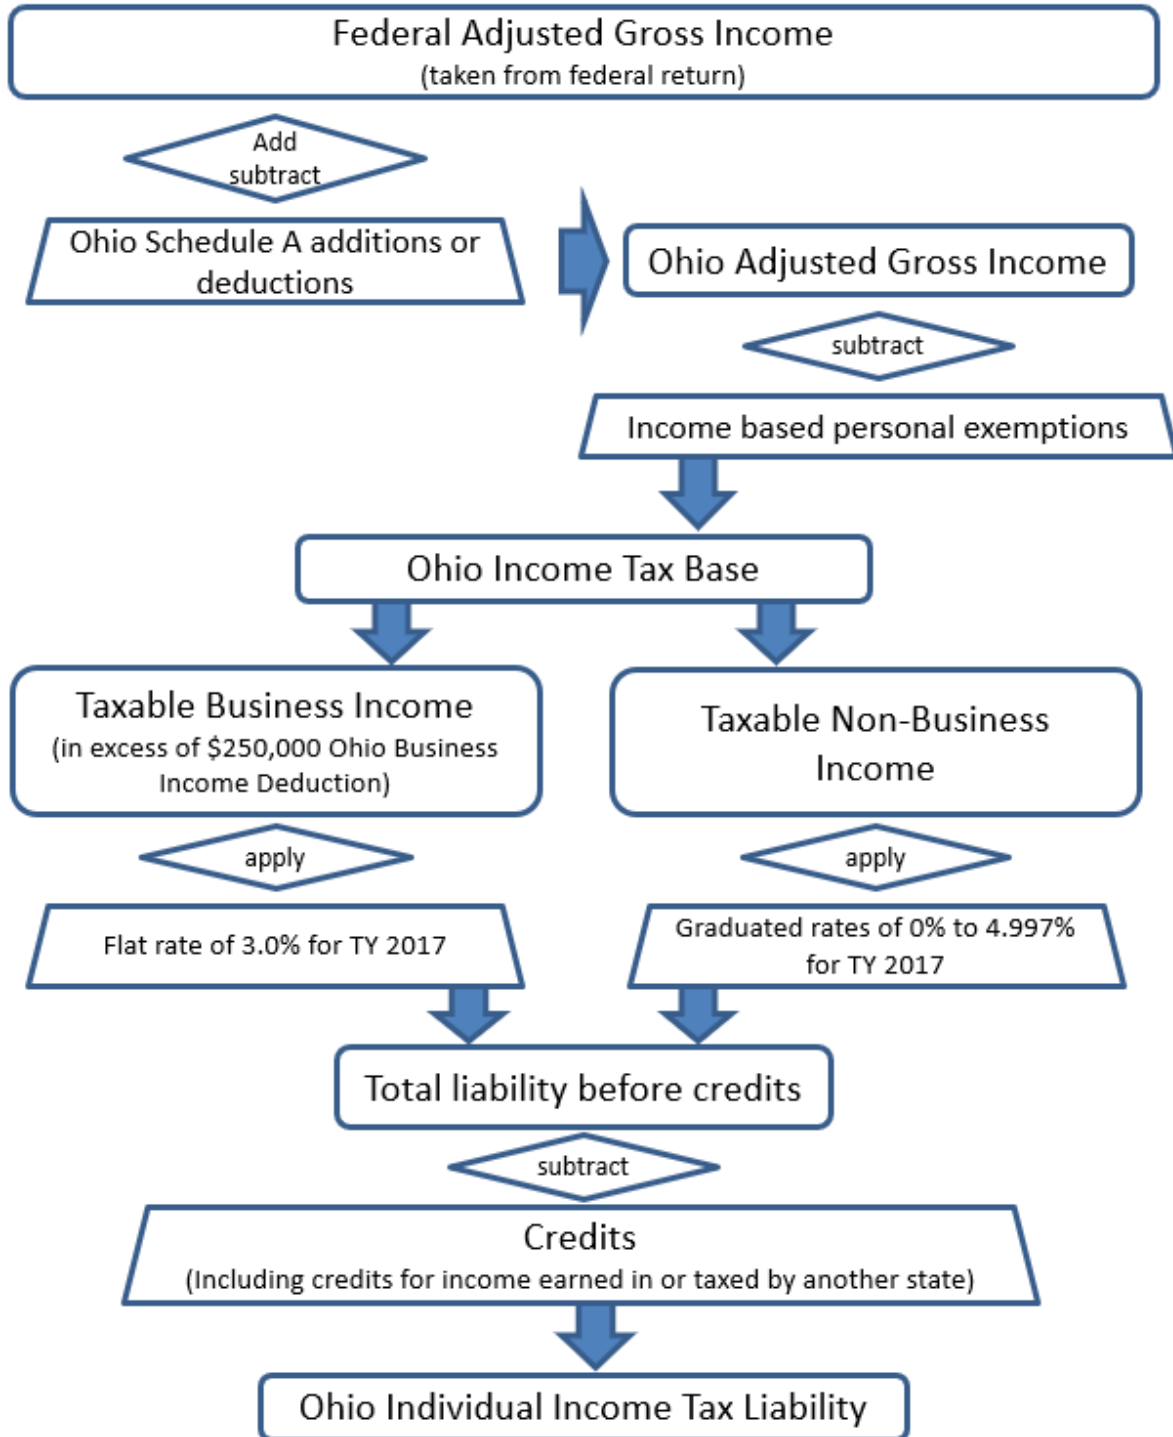 Federal Adjusted Gross Income
(taken from federal return)
Add
subtract
Ohio Schedule A additions or
deductions
Ohio Adjusted Gross Income
subtract
Income based personal exemptions
Ohio Income Tax Base
Taxable Business Income
(in excess of $250,000 Ohio Business
Income Deduction)
Taxable Non-Business
Income
apply
apply
Flat rate of 3.0% for TY 2017
Graduated rates of 0% to 4.997%
for TY 2017
Total liability before credits
subtract
Credits
(Including credits for income earned in or taxed by another state)
Ohio Individual Income Tax Liability